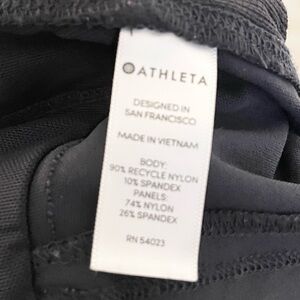 ATHLETA
DESIGNED IN
SAN FRANCISCO
MADE IN VIETNAM
BODY:
90% RECYCLE NYLON
10% SPANDEX
PANELS:
74% NYLON
26% SPANDEX
RN 54023